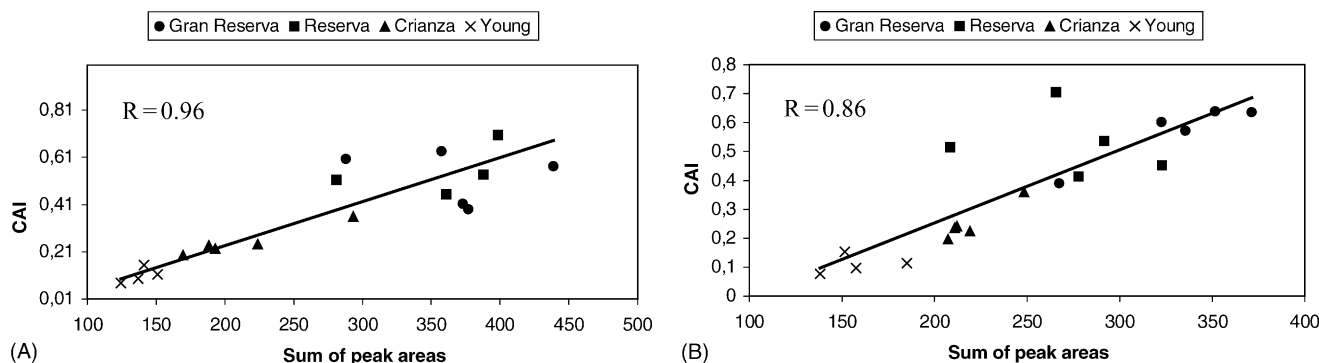 Gran Reserva Reserva Crianza Young
R = 0.96
CAI
0,81
0,61
0,41
0,21
0,01
100 150 200 250 300 350 400 450 500
Sum of peak areas
(A)
Gran Reserva Reserva Crianza Young
R = 0.86
CAI
0,8
0,7
0,6
0,5
0,4
0,3
0,2
0,1
0
100 150 200 250 300 350 400
Sum of peak areas
(B)